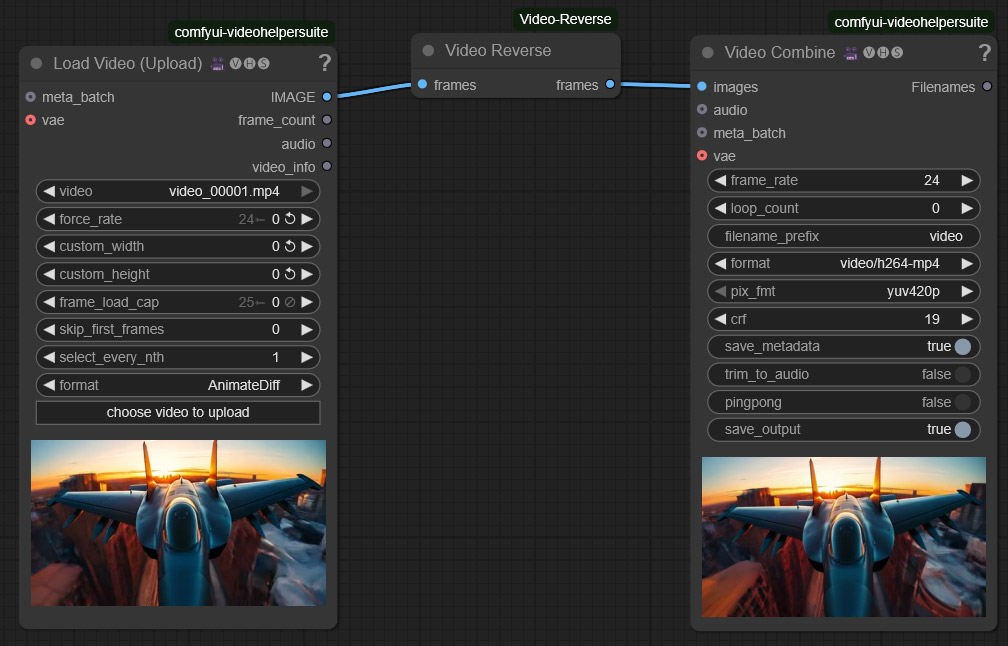 comfyui-videohelpersuite
Load Video (Upload) VHS ?
meta_batch IMAGE
vae frame_count
audio
video_info
video video_00001.mp4
force_rate 24← 0
custom_width 0
custom_height 0
frame_load_cap 25← 0
skip_first_frames 0
select_every_nth 1
format AnimateDiff
choose video to upload
Video-Reverse
Video Reverse
frames frames
comfyui-videohelpersuite
Video Combine VHS ?
images Filenames
audio
meta_batch
vae
frame_rate 24
loop_count 0
filename_prefix video
format video/h264-mp4
pix_fmt yuv420p
crf 19
save_metadata true
trim_to_audio false
pingpong false
save_output true